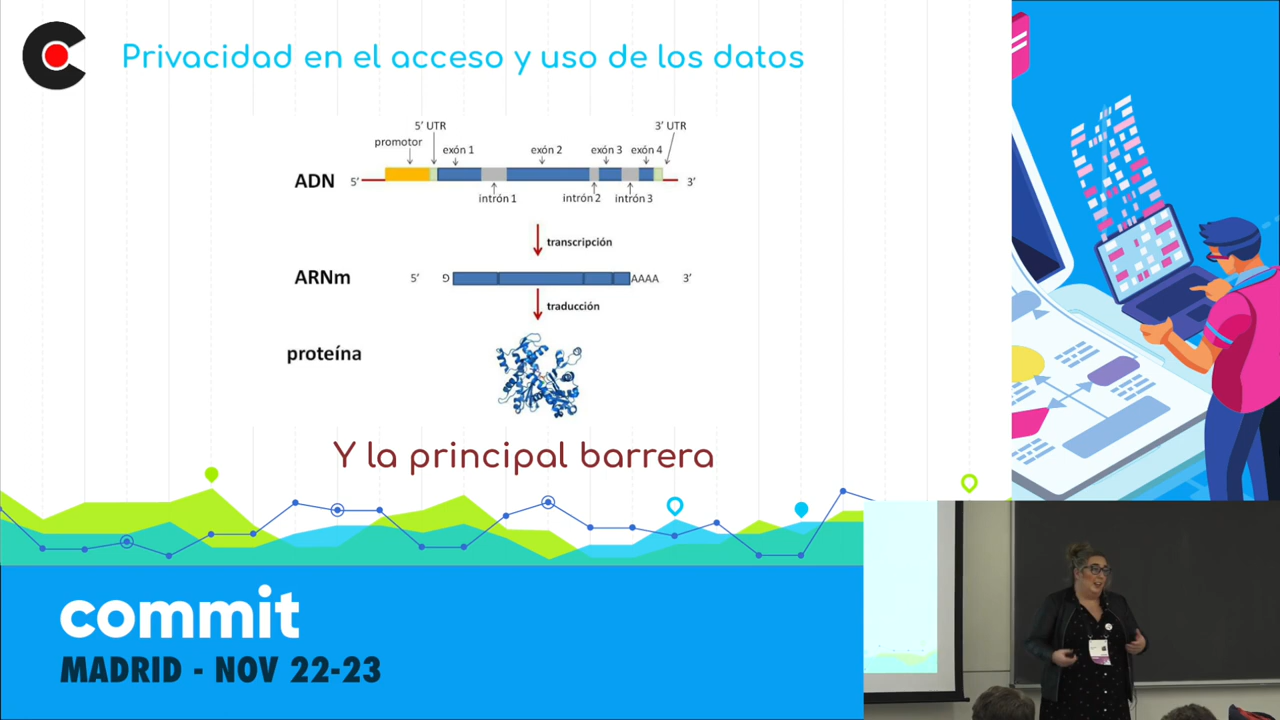 Privacidad en el acceso y uso de los datos
5' UTR
3' UTR
promotor
exón 1
exón 2
exón 3
exón 4
ADN
5'
3'
intrón 1
intrón 2
intrón 3
transcripción
ARNm
5'
AAAA
3'
traducción
proteína
Y la principal barrera
commit
MADRID - NOV 22-23